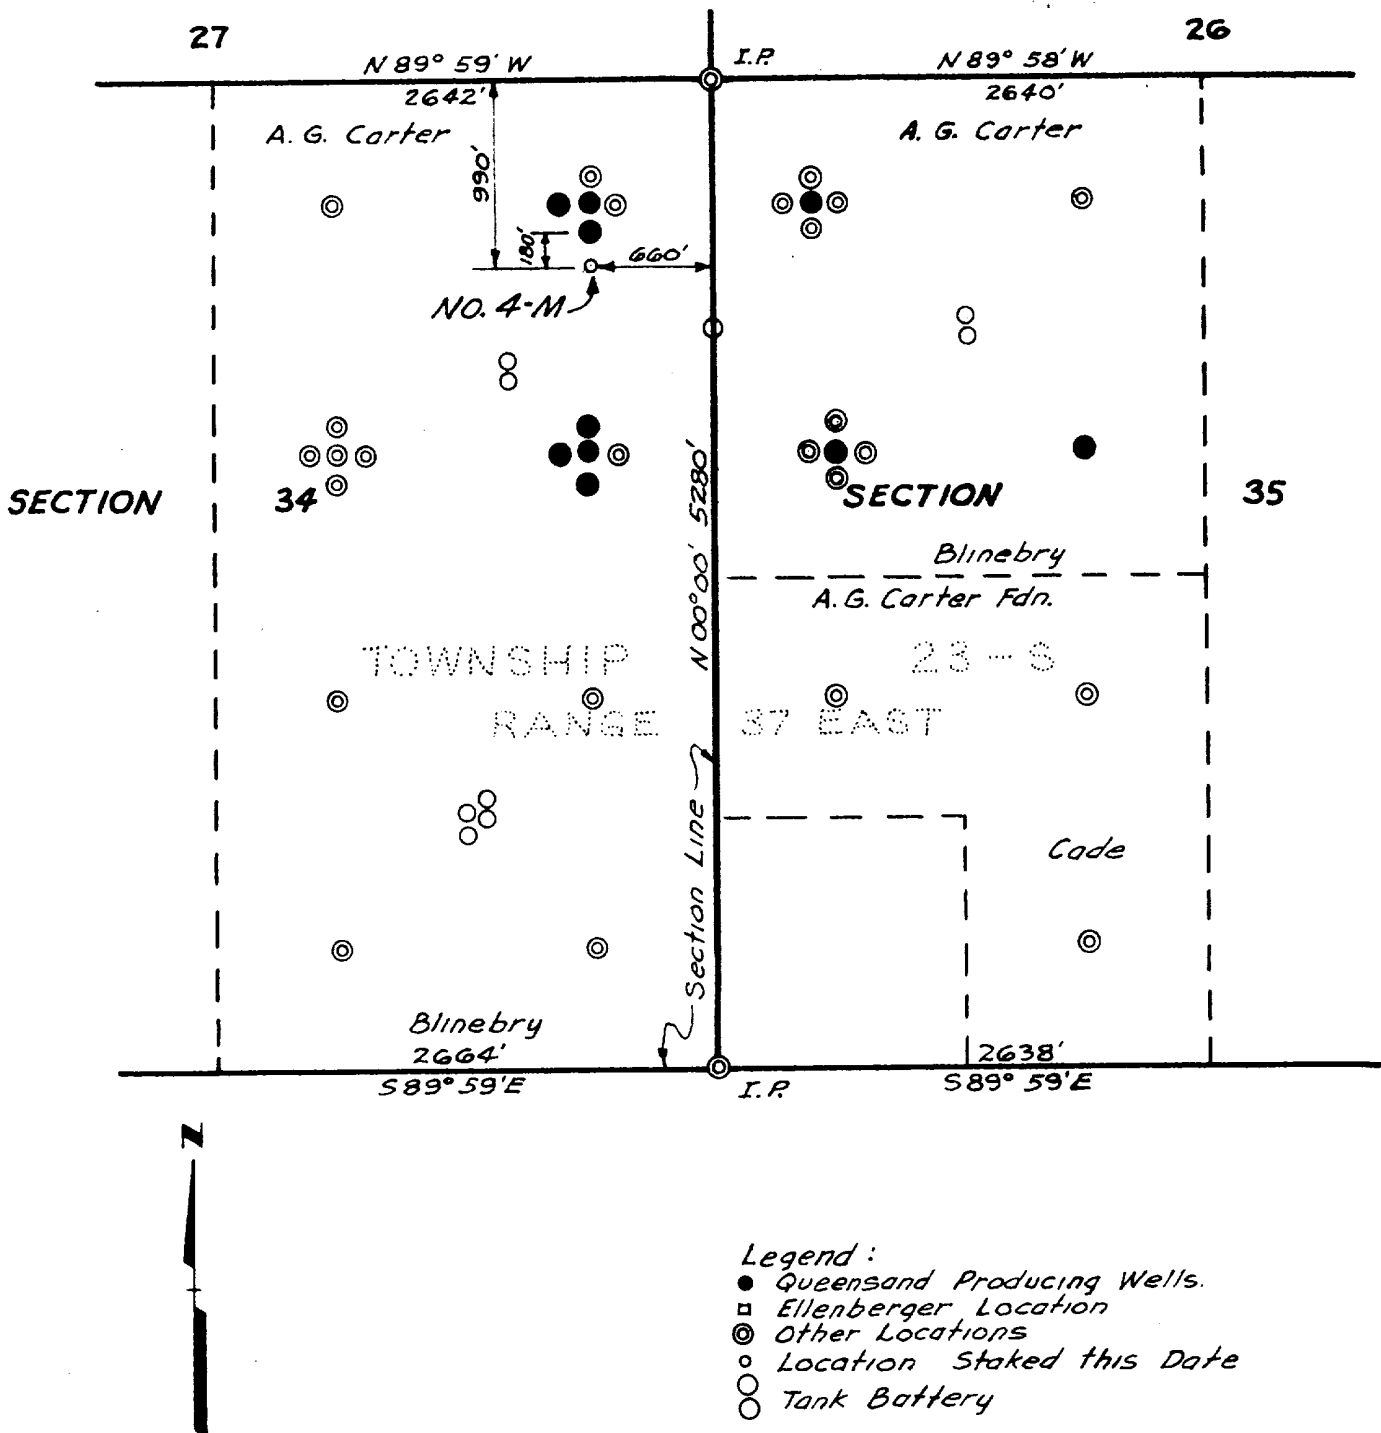 27
26
I.P.
N 89° 59' W
N 89° 58' W
2642'
2640'
A. G. Carter
A. G. Carter
990'
180'
660'
NO. 4-M
N 00°00' 5280'
SECTION 34
SECTION 35
Blinebry
A. G. Carter Fdn.
TOWNSHIP 23-S
RANGE 37 EAST
Section Line
Cade
Blinebry
2664'
2638'
S 89° 59' E
S 89° 59' E
I.P.
N
Legend :
Queensand Producing Wells.
Ellenberger Location
Other Locations
Location Staked this Date
Tank Battery